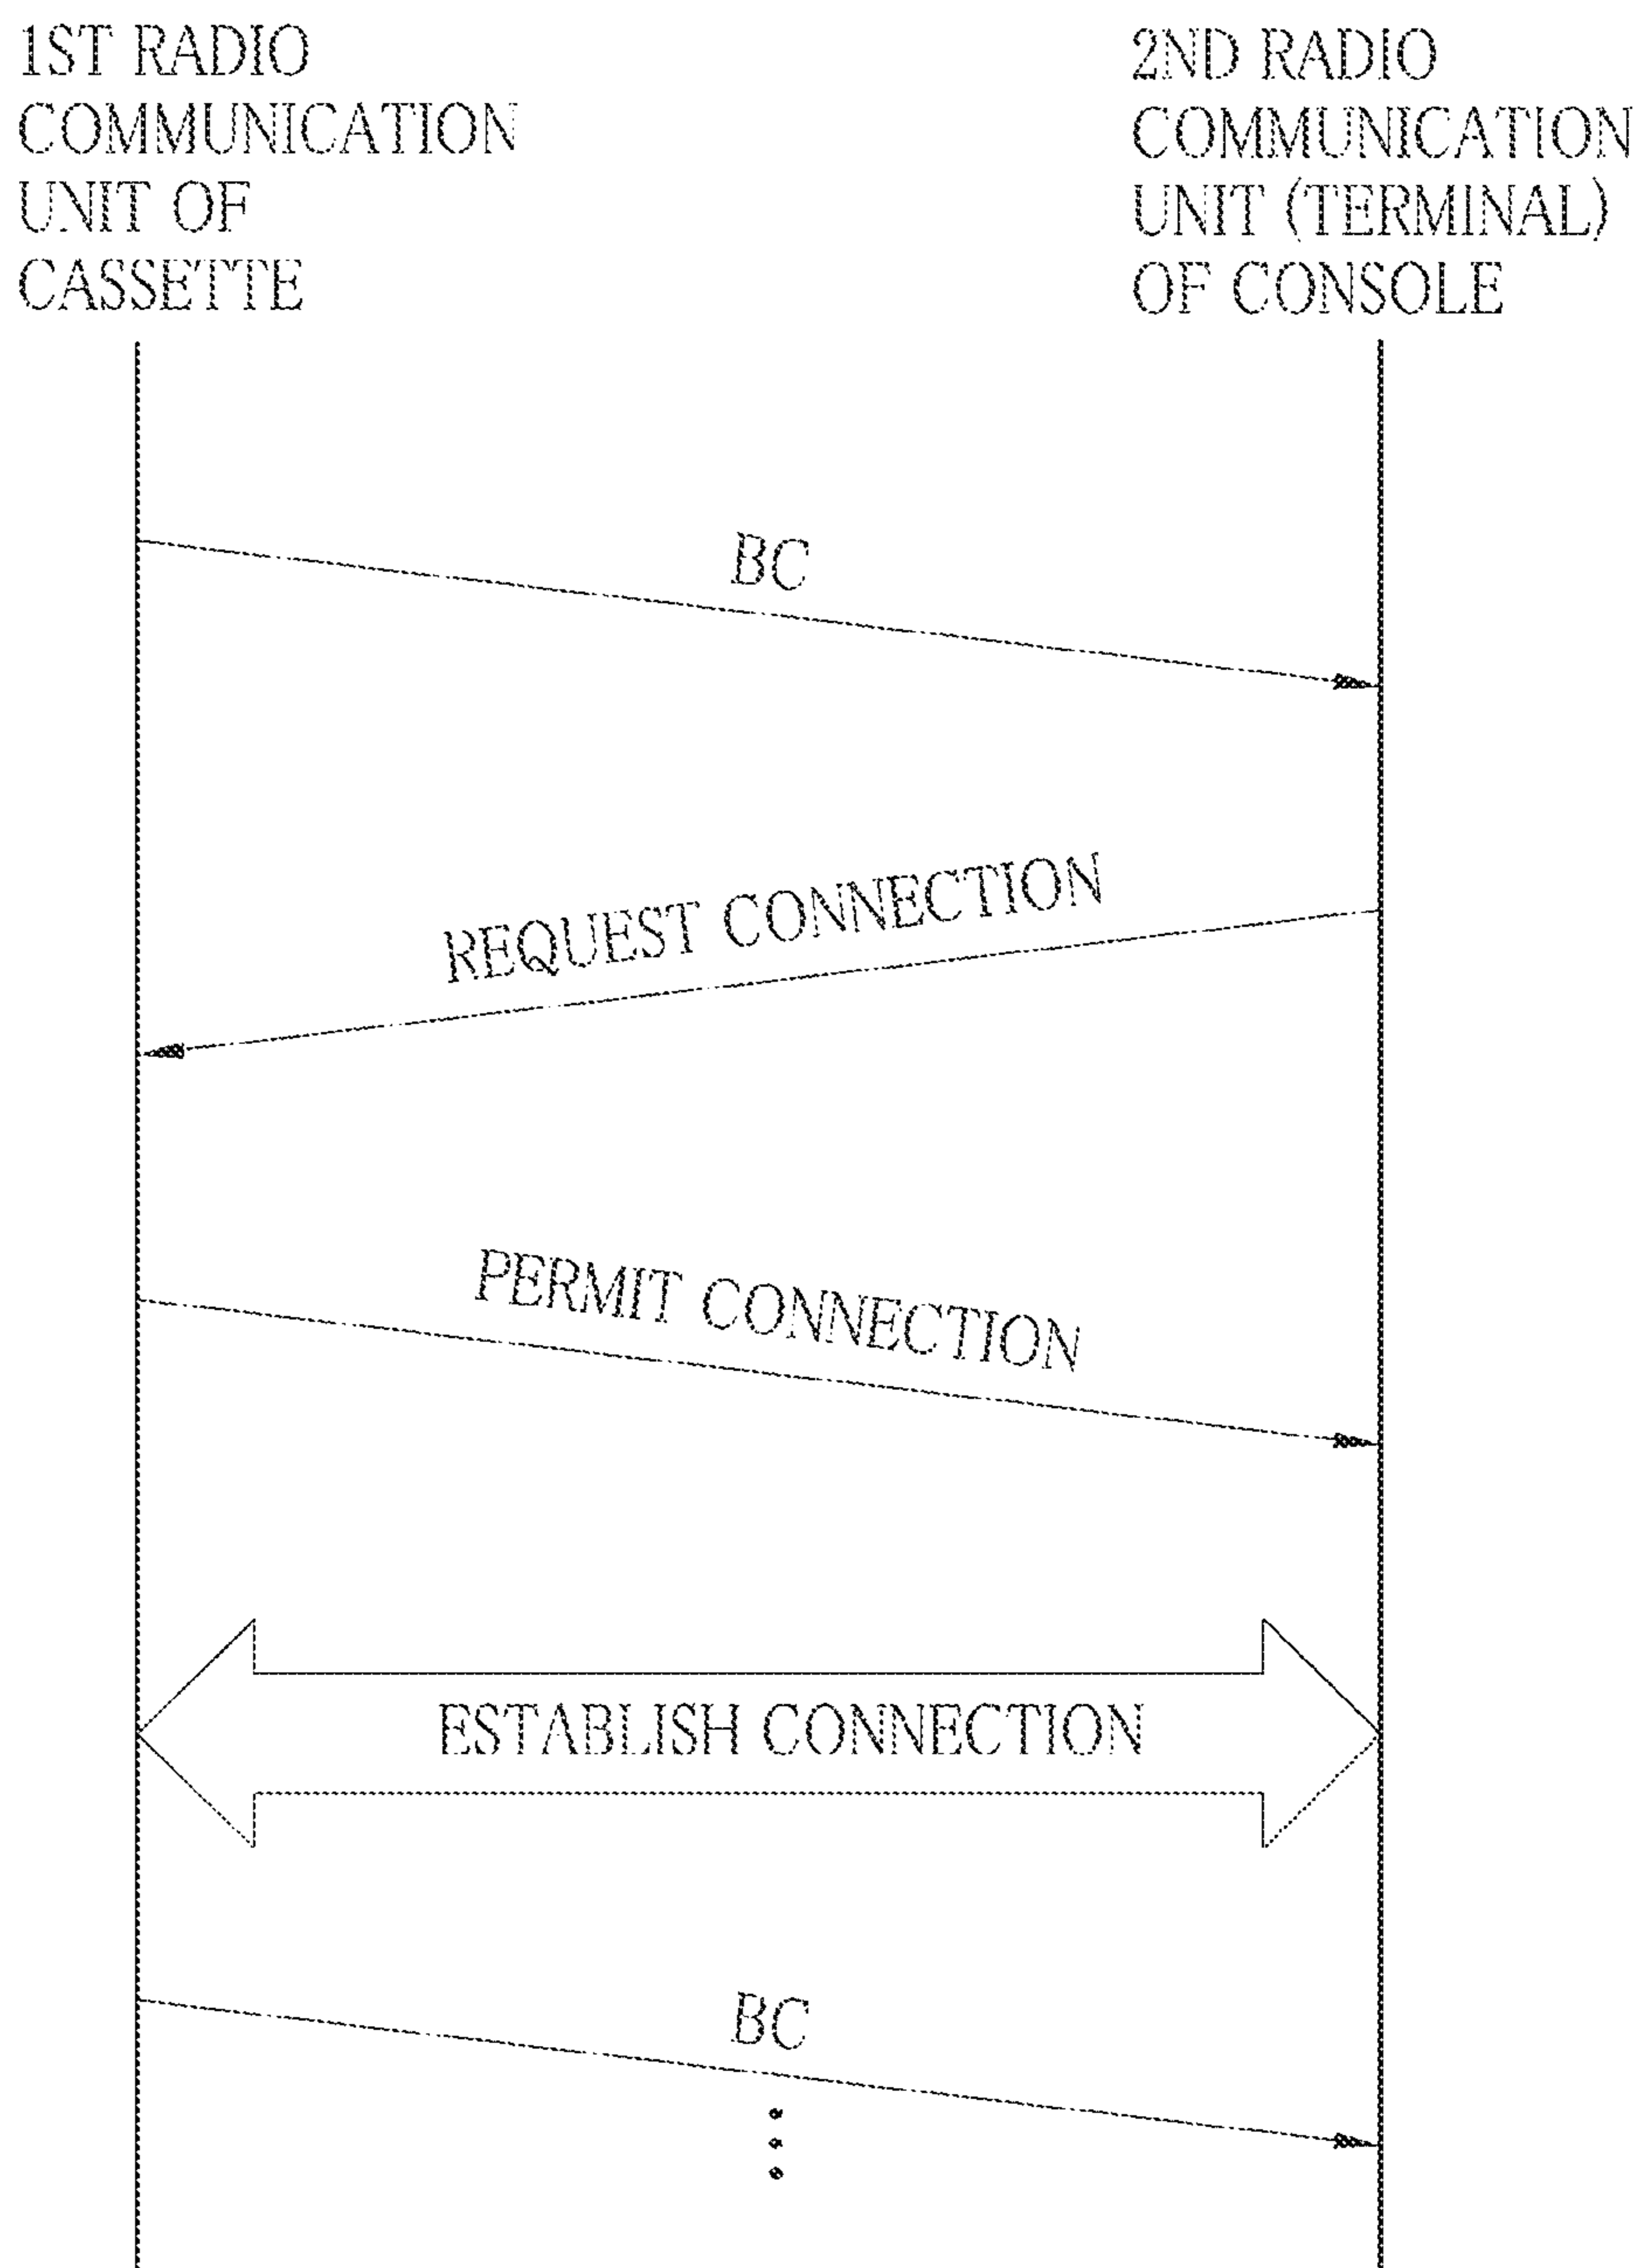 1ST RADIO
COMMUNICATION
UNIT OF
CASSETTE
2ND RADIO
COMMUNICATION
UNIT (TERMINAL)
OF CONSOLE
BC
REQUEST CONNECTION
PERMIT CONNECTION
ESTABLISH CONNECTION
BC